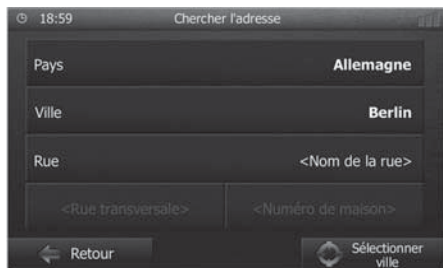 18:59 Chercher l'adresse
Pays Allemagne
Ville Berlin
Rue <Nom de la rue>
<Rue transversale> <Numéro de maison>
Retour Sélectionner
ville